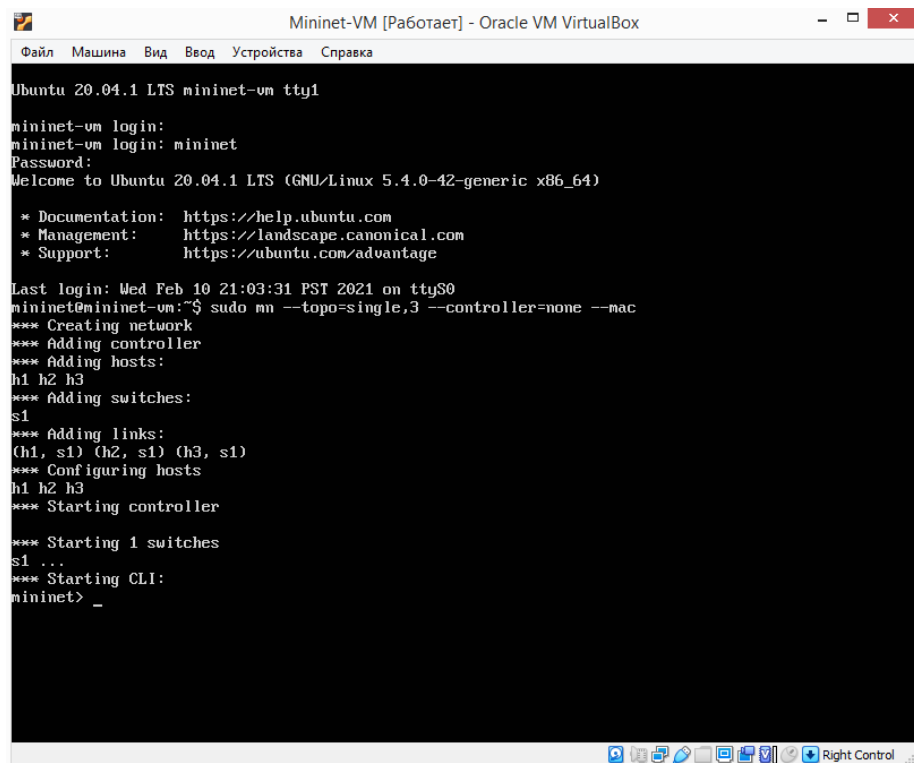 Mininet-VM [Работает] - Oracle VM VirtualBox
Файл Машина Вид Ввод Устройства Справка
Ubuntu 20.04.1 LTS mininet-vm tty1
mininet-vm login:
mininet-vm login: mininet
Password:
Welcome to Ubuntu 20.04.1 LTS (GNU/Linux 5.4.0-42-generic x86_64)
* Documentation: https://help.ubuntu.com
* Management: https://landscape.canonical.com
* Support: https://ubuntu.com/advantage
Last login: Wed Feb 10 21:03:31 PST 2021 on ttyS0
mininet@mininet-vm:~$ sudo mn --topo=single,3 --controller=none --mac
*** Creating network
*** Adding controller
*** Adding hosts:
h1 h2 h3
*** Adding switches:
s1
*** Adding links:
(h1, s1) (h2, s1) (h3, s1)
*** Configuring hosts
h1 h2 h3
*** Starting controller
*** Starting 1 switches
s1 ...
*** Starting CLI:
mininet> _
Right Control